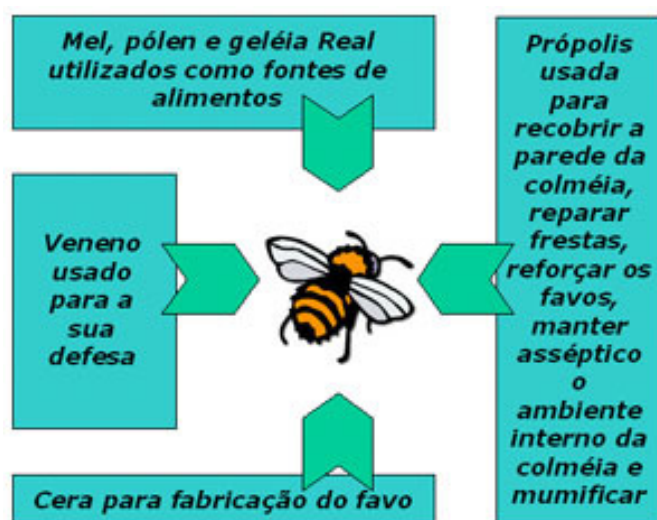 Mel, pólen e geléia Real
utilizados como fontes de
alimentos
Veneno
usado
para a
sua
defesa
Própolis
usada
para
recobrir a
parede da
colméia,
reparar
frestas,
reforçar os
favos,
manter
asséptico
o
ambiente
interno da
colméia e
mumificar
Cera para fabricação do favo